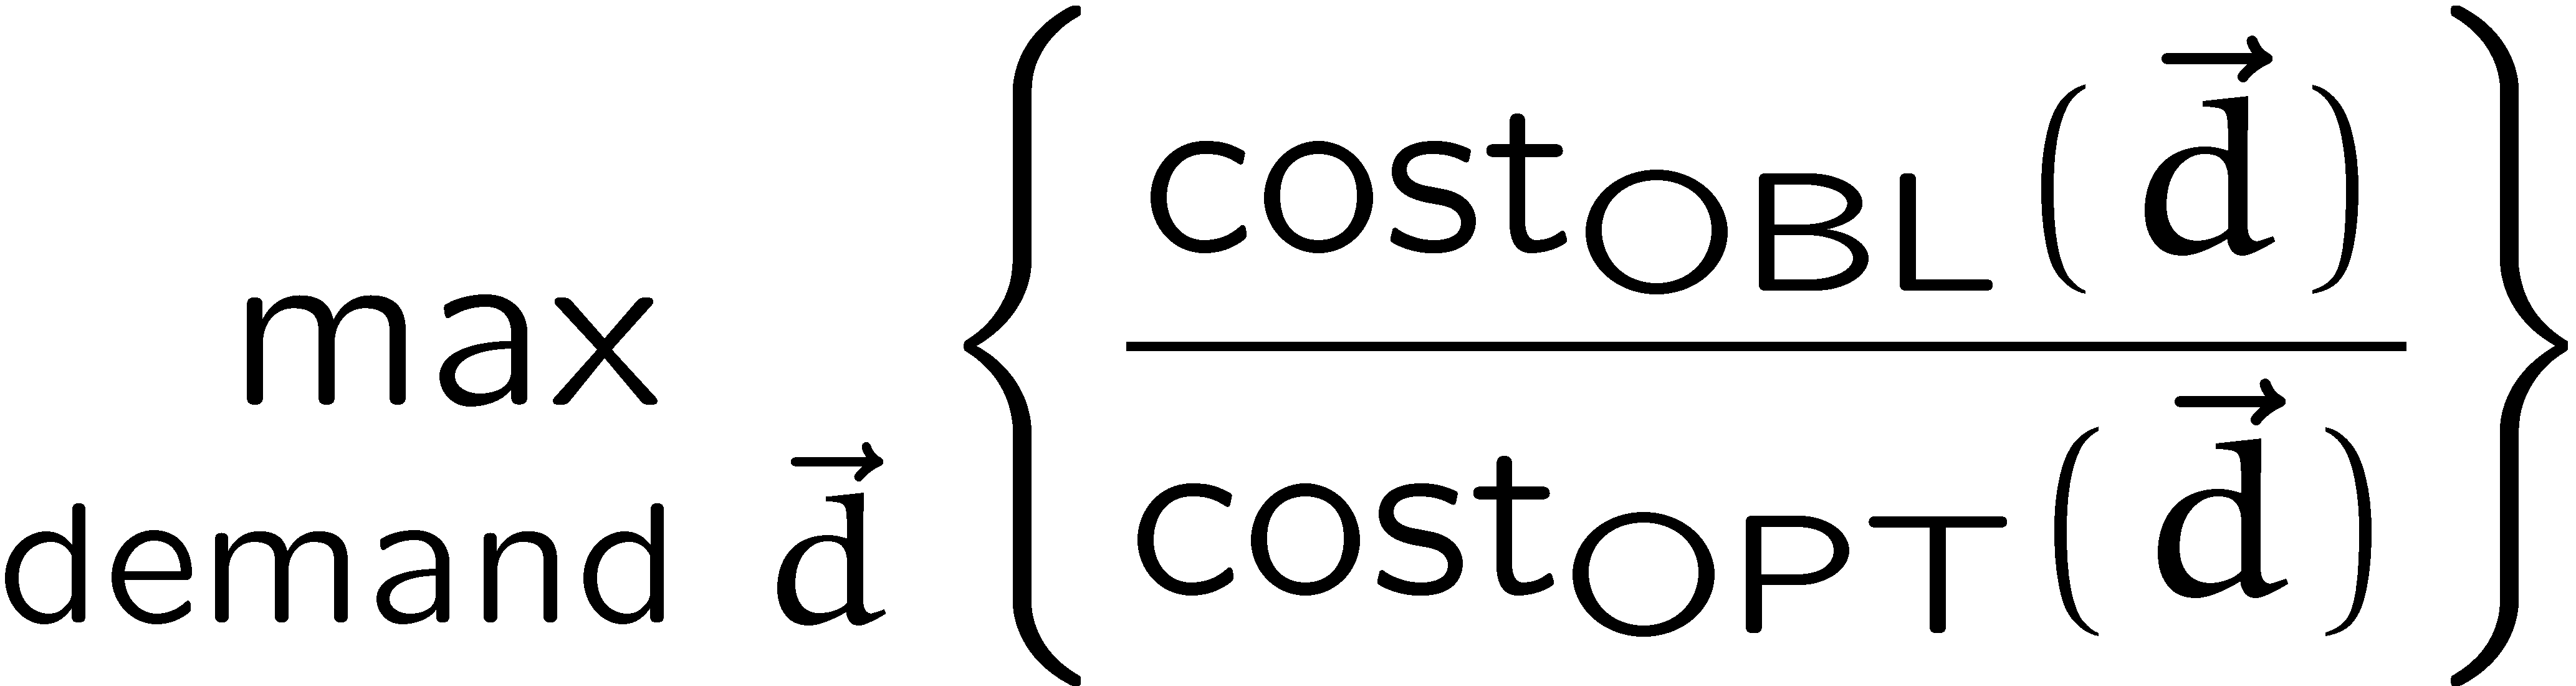 max demand d⃗ { cost_OBL(d⃗) / cost_OPT(d⃗) }